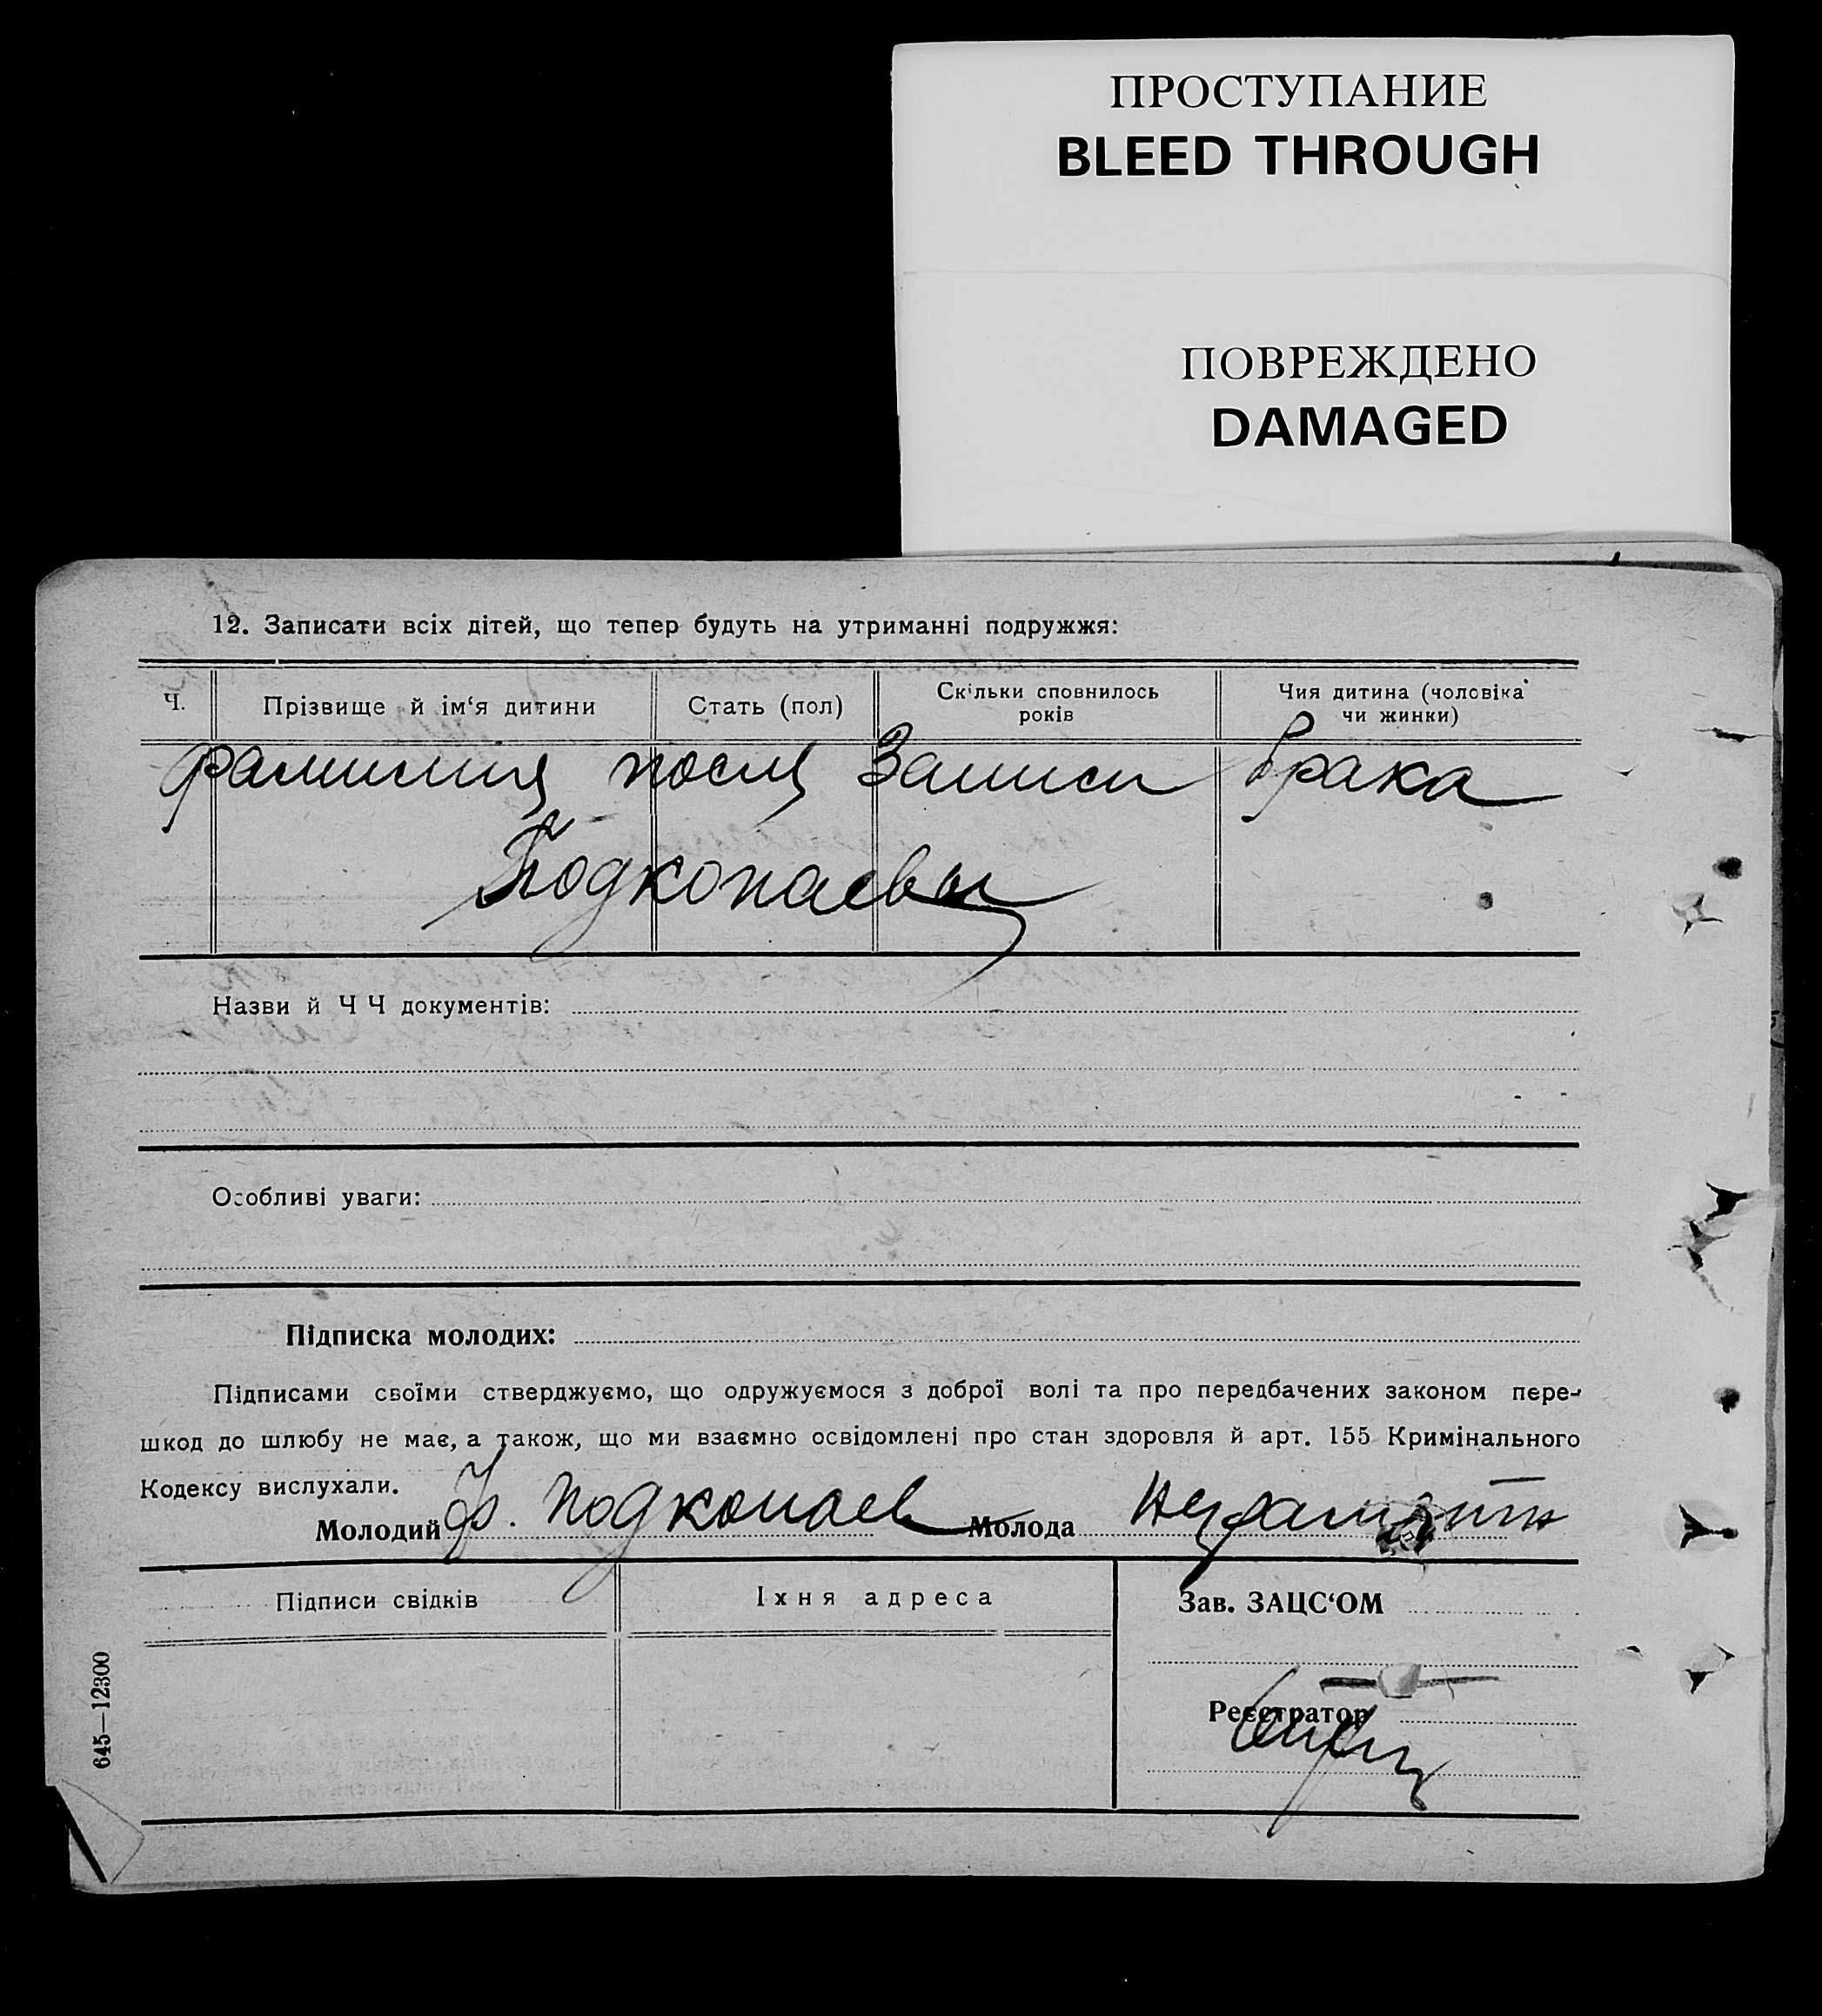 ПРОСТУПАНИЕ
BLEED THROUGH
ПОВРЕЖДЕНО
DAMAGED
12. Записати всіх дітей, що тепер будуть на утриманні подружжя:
Ч. Прізвище й ім‘я дитини Стать (пол) Скільки сповнилось років Чия дитина (чоловіка чи жинки)
фамилия после Записи брака
Подкопаевы
Назви й Ч Ч документів:
Особливі уваги:
Підписка молодих:
Підписами своїми стверджуємо, що одружуємося з доброї волі та про передбачених законом пере-
шкод до шлюбу не має, а також, що ми взаємно освідомлені про стан здоровля й арт. 155 Кримінального
Кодексу вислухали.
Молодий Ф. Подкопаев Молода Неграмотн
Підписи свідків Їхня адреса Зав. ЗАЦС‘ОМ
Реєстратор
645—12300